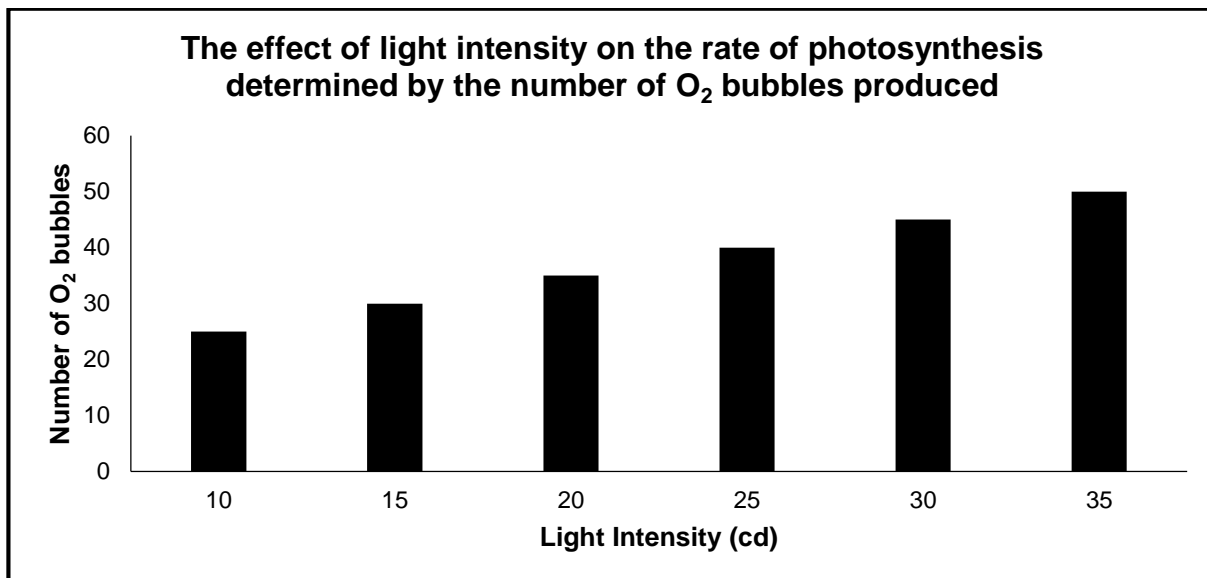 The effect of light intensity on the rate of photosynthesis
determined by the number of O₂ bubbles produced
Number of O₂ bubbles
60
50
40
30
20
10
0
10 15 20 25 30 35
Light Intensity (cd)